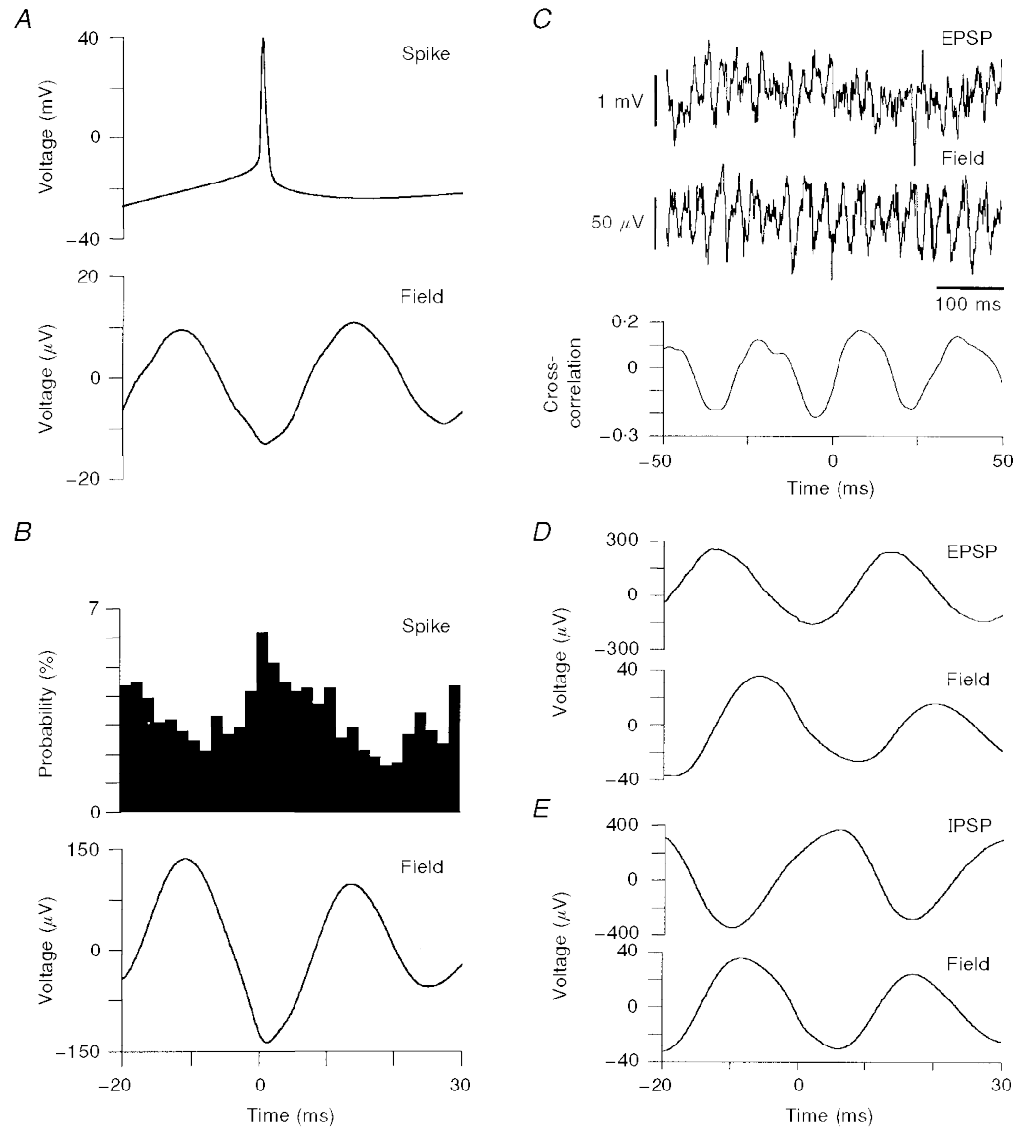 A
40
Spike
Voltage (mV)
0
−40
20
Field
Voltage (μV)
0
−20
B
7
Spike
Probability (%)
0
150
Field
Voltage (μV)
0
−150
−20
0
30
Time (ms)
C
EPSP
1 mV
Field
50 μV
100 ms
0·2
Cross-
correlation
0
−0·3
−50
0
50
Time (ms)
D
300
EPSP
0
−300
Voltage (μV)
40
Field
0
−40
E
400
IPSP
0
−400
Voltage (μV)
40
Field
0
−40
−20
0
30
Time (ms)